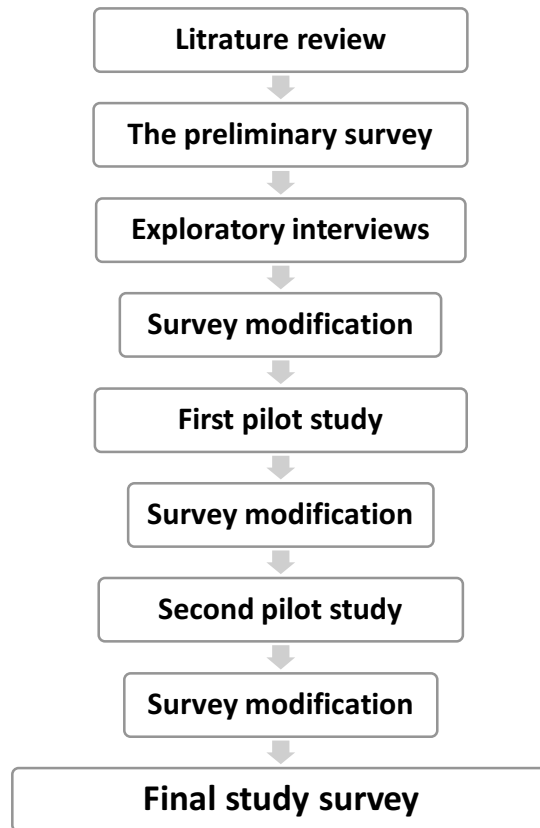 Litrature review
The preliminary survey
Exploratory interviews
Survey modification
First pilot study
Survey modification
Second pilot study
Survey modification
Final study survey